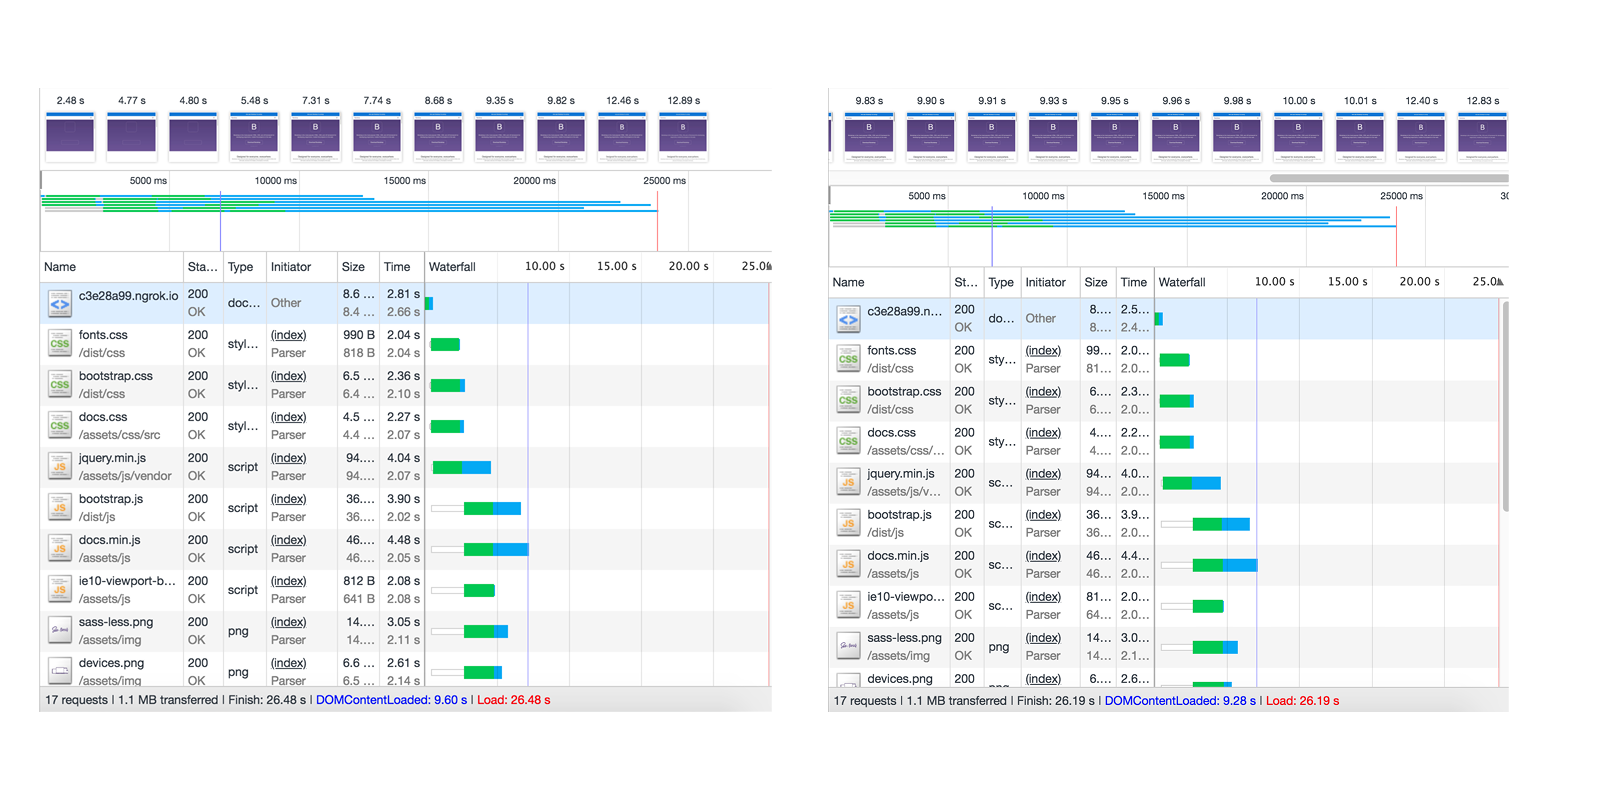 2.48 s 4.77 s 4.80 s 5.48 s 7.31 s 7.74 s 8.68 s 9.35 s 9.82 s 12.46 s 12.89 s
B B B B B B B B
5000 ms 10000 ms 15000 ms 20000 ms 25000 ms
Name Sta... Type Initiator Size Time Waterfall 10.00 s 15.00 s 20.00 s 25.0
c3e28a99.ngrok.io 200 doc... Other 8.6 ... 2.81 s
OK 8.4 ... 2.66 s
fonts.css 200 styl... (index) 990 B 2.04 s
/dist/css OK Parser 818 B 2.04 s
bootstrap.css 200 styl... (index) 6.5 ... 2.36 s
/dist/css OK Parser 6.4 ... 2.10 s
docs.css 200 styl... (index) 4.5 ... 2.27 s
/assets/css/src OK Parser 4.4 ... 2.07 s
jquery.min.js 200 script (index) 94.... 4.04 s
/assets/js/vendor OK Parser 94.... 2.07 s
bootstrap.js 200 script (index) 36.... 3.90 s
/dist/js OK Parser 36.... 2.02 s
docs.min.js 200 script (index) 46.... 4.48 s
/assets/js OK Parser 46.... 2.05 s
ie10-viewport-b... 200 script (index) 812 B 2.08 s
/assets/js OK Parser 641 B 2.08 s
sass-less.png 200 png (index) 14.... 3.05 s
/assets/img OK Parser 14.... 2.11 s
devices.png 200 png (index) 6.6 ... 2.61 s
/assets/img OK Parser 6.5 ... 2.14 s
17 requests | 1.1 MB transferred | Finish: 26.48 s | DOMContentLoaded: 9.60 s | Load: 26.48 s
9.83 s 9.90 s 9.91 s 9.93 s 9.95 s 9.96 s 9.98 s 10.00 s 10.01 s 12.40 s 12.83 s
B B B B B B B B B B B
5000 ms 10000 ms 15000 ms 20000 ms 25000 ms 30
Name St... Type Initiator Size Time Waterfall 10.00 s 15.00 s 20.00 s 25.0
c3e28a99.n... 200 do... Other 8.... 2.5...
OK 8.... 2.4...
fonts.css 200 sty... (index) 99... 2.0...
/dist/css OK Parser 81... 2.0...
bootstrap.css 200 sty... (index) 6.... 2.3...
/dist/css OK Parser 6.... 2.0...
docs.css 200 sty... (index) 4.... 2.2...
/assets/css/... OK Parser 4.... 2.0...
jquery.min.js 200 sc... (index) 94... 4.0...
/assets/js/v... OK Parser 94... 2.0...
bootstrap.js 200 sc... (index) 36... 3.9...
/dist/js OK Parser 36... 2.0...
docs.min.js 200 sc... (index) 46... 4.4...
/assets/js OK Parser 46... 2.0...
ie10-viewpo... 200 sc... (index) 81... 2.0...
/assets/js OK Parser 64... 2.0...
sass-less.png 200 png (index) 14... 3.0...
/assets/img OK Parser 14... 2.1...
devices.png 200 png (index) 6.... 2.6...
17 requests | 1.1 MB transferred | Finish: 26.19 s | DOMContentLoaded: 9.28 s | Load: 26.19 s